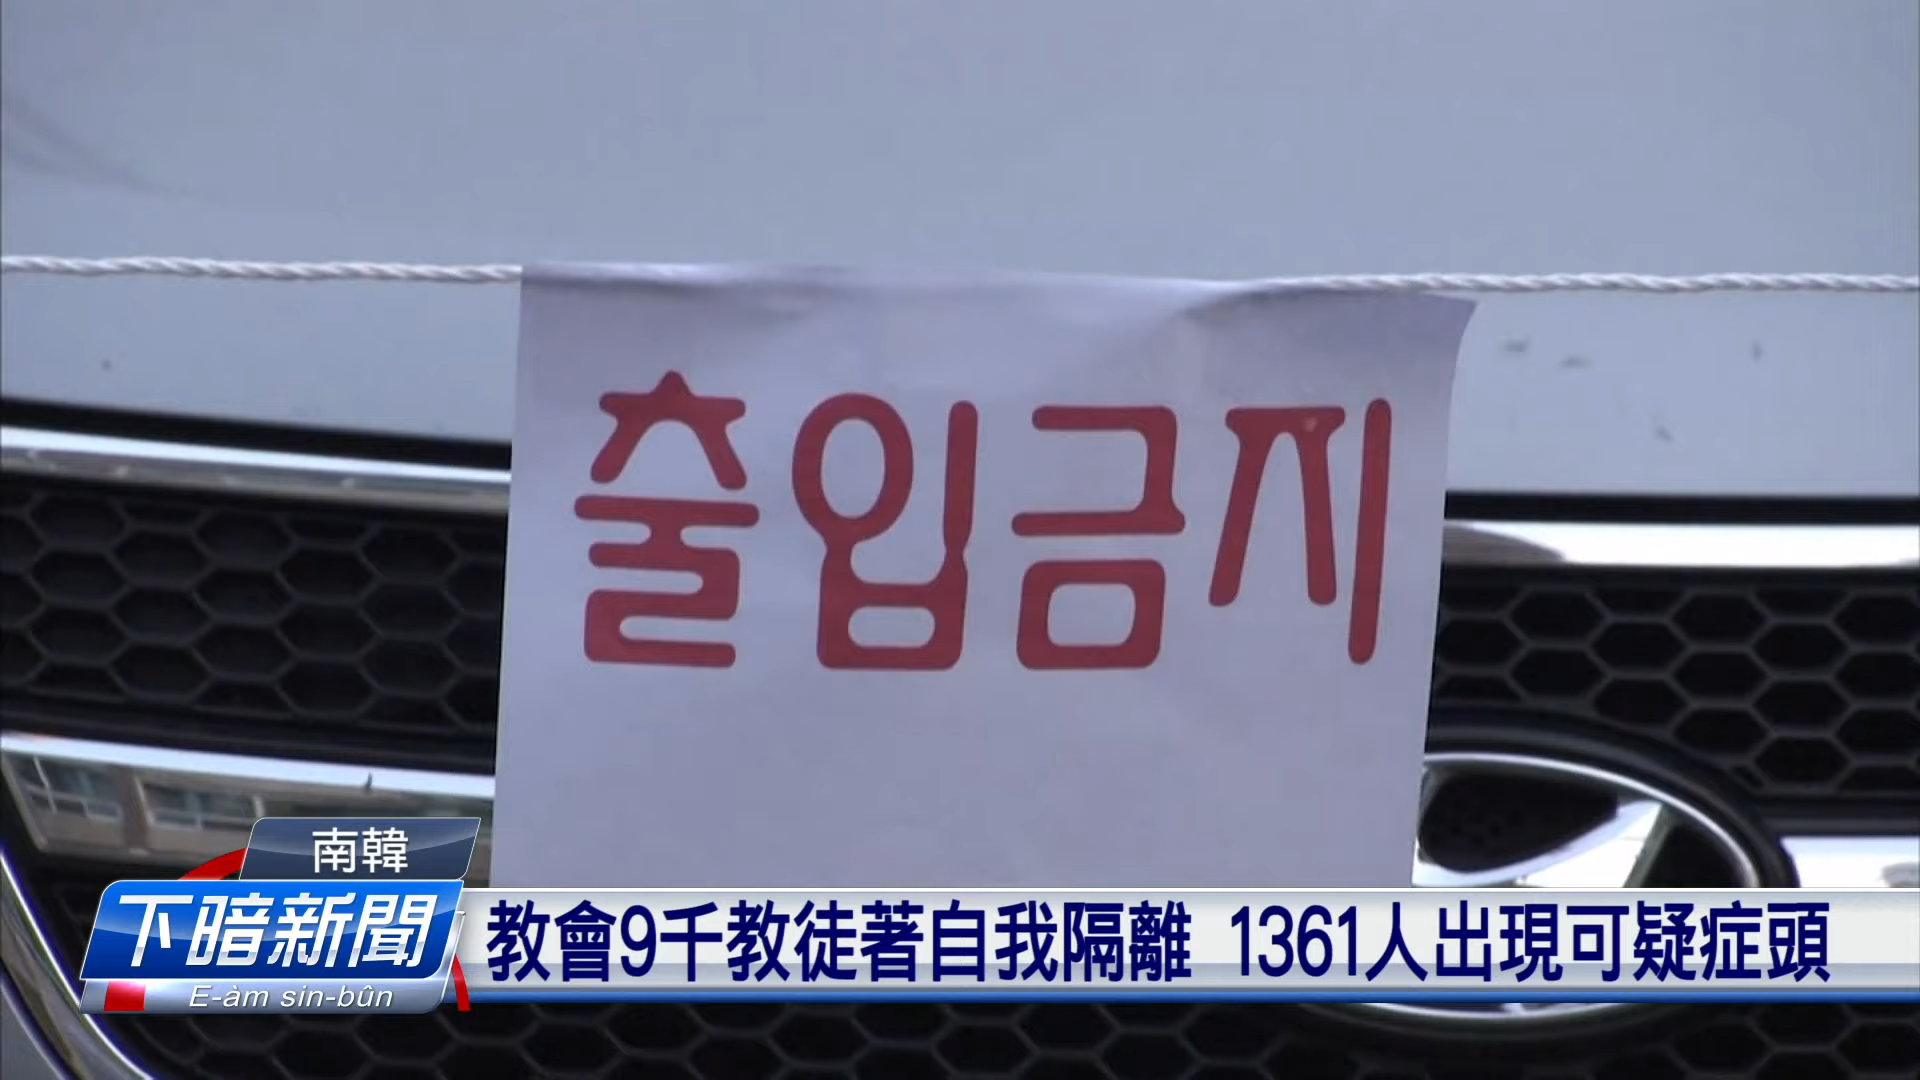 출입금지
南韓
下暗新聞
E-àm sin-bûn
教會9千教徒著自我隔離 1361人出現可疑症頭